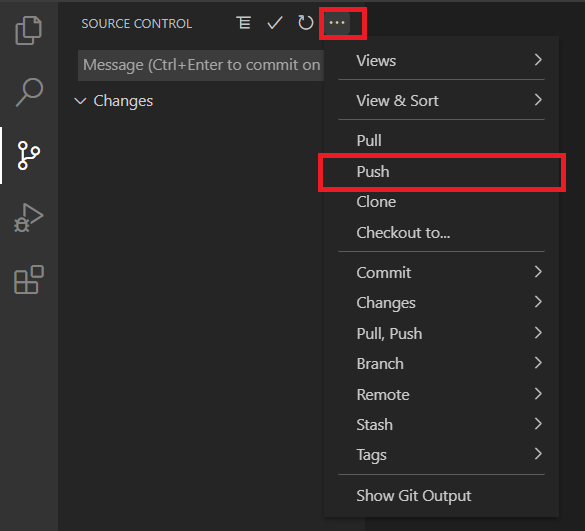 SOURCE CONTROL
Message (Ctrl+Enter to commit on
Changes
Views
View & Sort
Pull
Push
Clone
Checkout to...
Commit
Changes
Pull, Push
Branch
Remote
Stash
Tags
Show Git Output